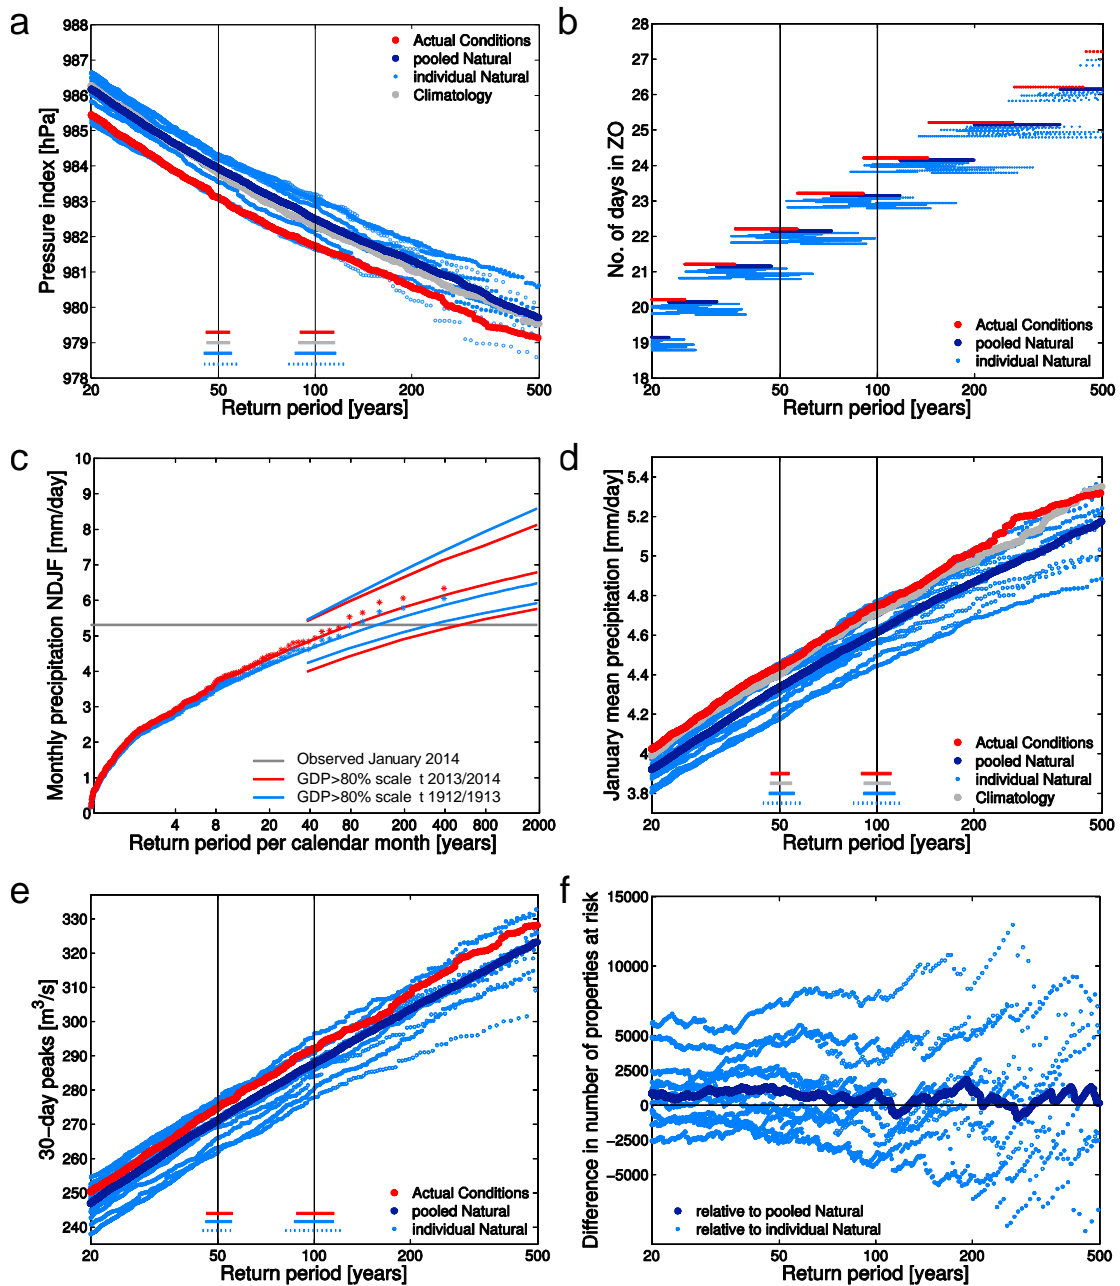 a
988
987
986
985
984
983
982
981
980
979
978
Pressure index [hPa]
Actual Conditions
pooled Natural
individual Natural
Climatology
20 50 100 200 500
Return period [years]
b
28
27
26
25
24
23
22
21
20
19
18
No. of days in ZO
Actual Conditions
pooled Natural
individual Natural
20 50 100 200 500
Return period [years]
c
10
9
8
7
6
5
4
3
2
1
0
Monthly precipitation NDJF [mm/day]
Observed January 2014
GDP>80% scale t 2013/2014
GDP>80% scale t 1912/1913
4 8 20 40 80 200 400 800 2000
Return period per calendar month [years]
d
5.4
5.2
5
4.8
4.6
4.4
4.2
4
3.8
January mean precipitation [mm/day]
Actual Conditions
pooled Natural
individual Natural
Climatology
20 50 100 200 500
Return period [years]
e
330
320
310
300
290
280
270
260
250
240
30-day peaks [m³/s]
Actual Conditions
pooled Natural
individual Natural
20 50 100 200 500
Return period [years]
f
15000
10000
5000
2500
0
−2500
−5000
Difference in number of properties at risk
relative to pooled Natural
relative to individual Natural
20 50 100 200 500
Return period [years]